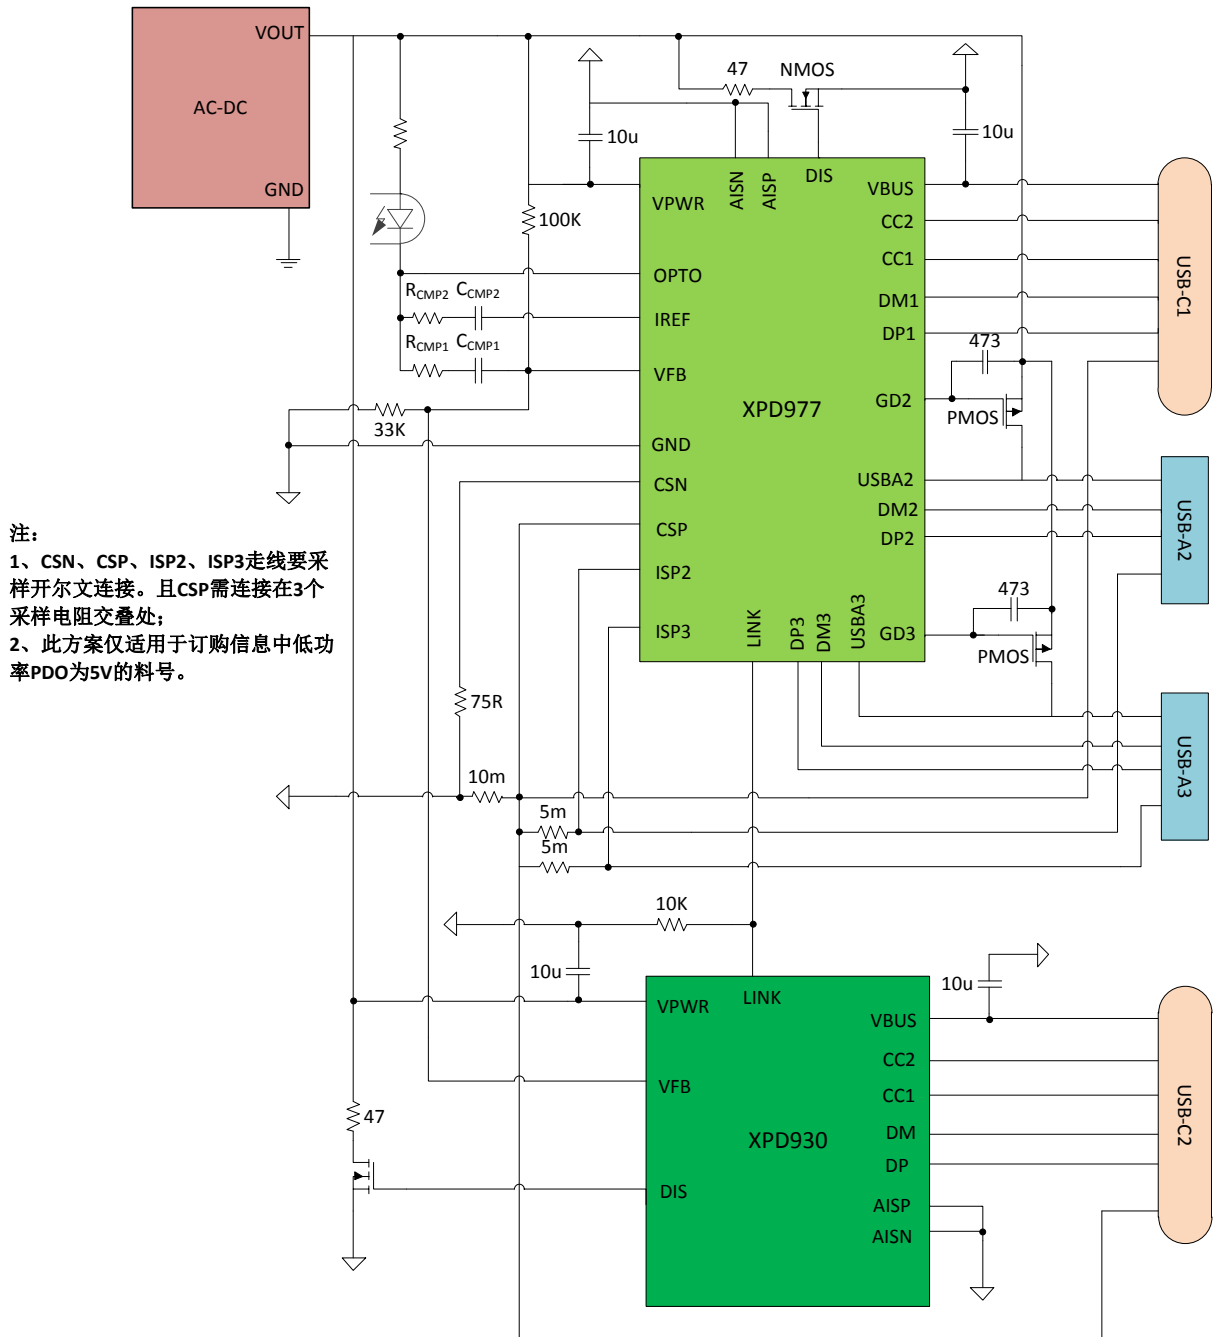 VOUT
AC-DC
GND
47
NMOS
10u
10u
AISN
AISP
DIS
VPWR
VBUS
100K
CC2
CC1
OPTO
RCMP2
CCMP2
IREF
DM1
DP1
USB-C1
RCMP1
CCMP1
VFB
473
XPD977
GD2
PMOS
33K
GND
CSN
USBA2
DM2
DP2
USB-A2
CSP
ISP2
ISP3
LINK
DP3
DM3
USBA3
GD3
473
PMOS
注：
1、CSN、CSP、ISP2、ISP3走线要采
样开尔文连接。且CSP需连接在3个
采样电阻交叠处；
2、此方案仅适用于订购信息中低功
率PDO为5V的料号。
75R
USB-A3
10m
5m
5m
10K
10u
10u
LINK
VPWR
VBUS
CC2
VFB
CC1
47
XPD930
DM
DP
USB-C2
DIS
AISP
AISN